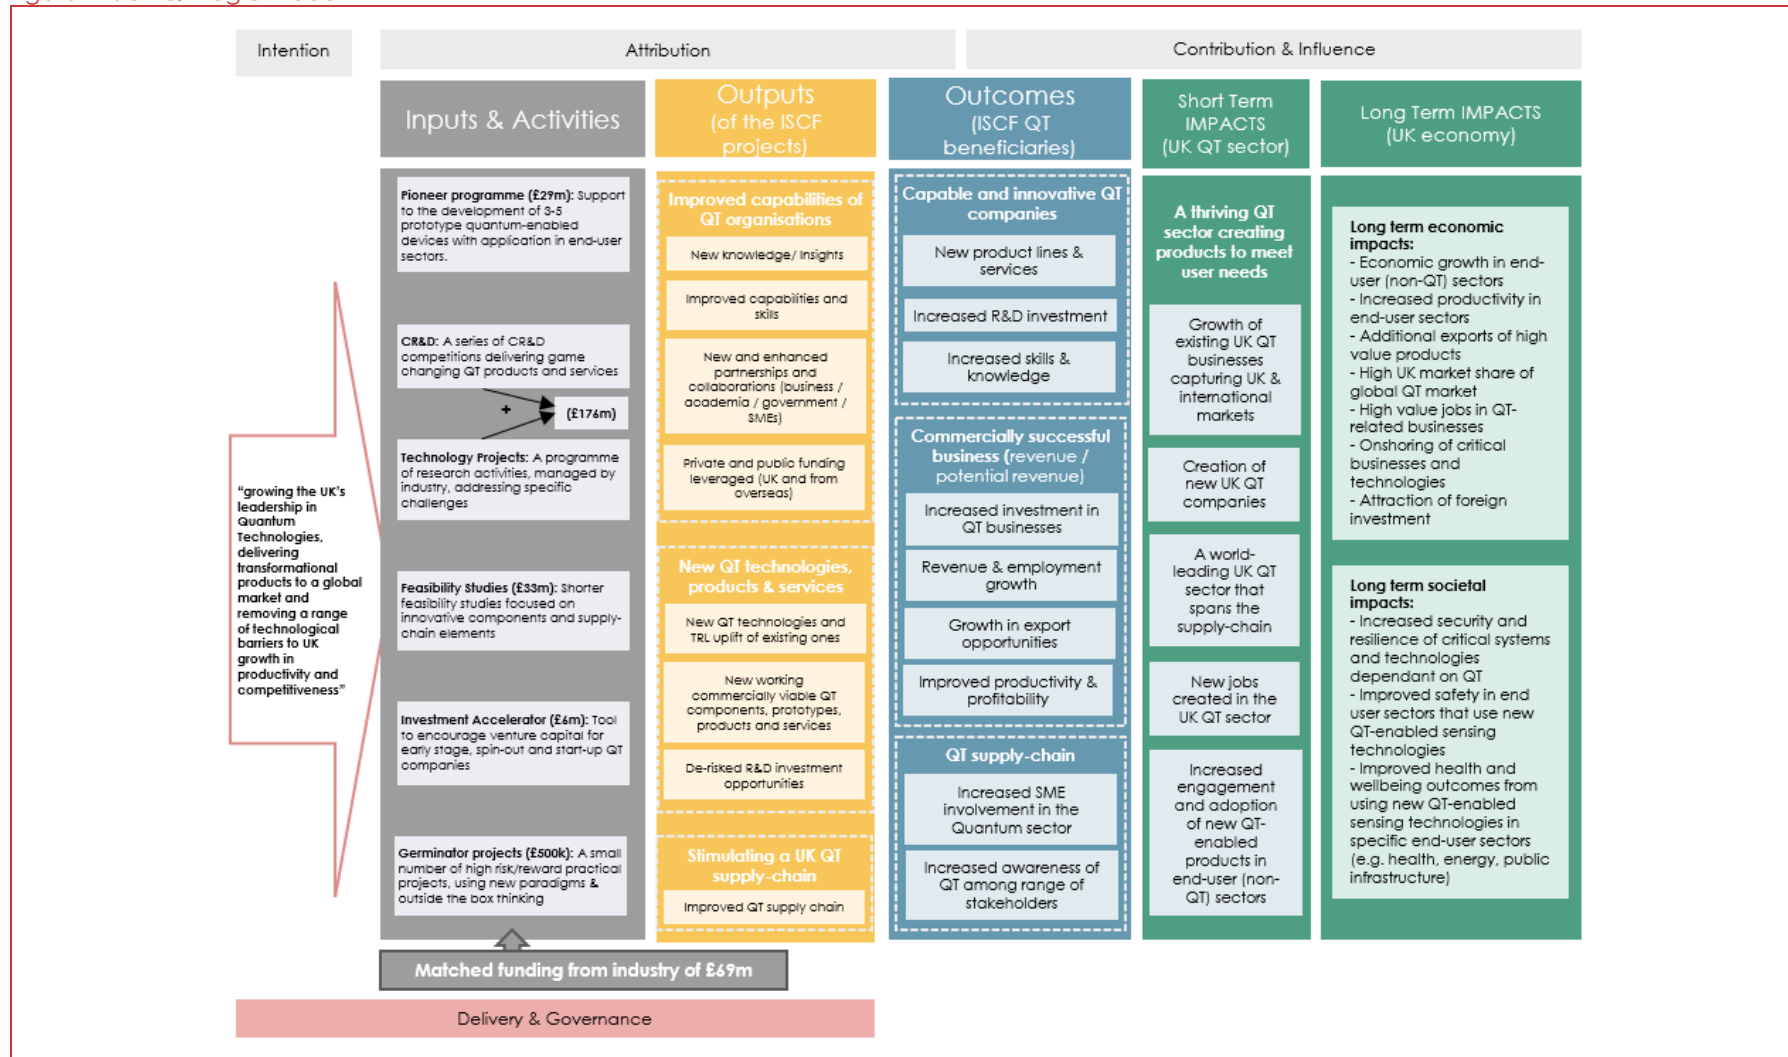 Intention
Attribution
Contribution & Influence
Inputs & Activities
Outputs
(of the ISCF
projects)
Outcomes
(ISCF QT
beneficiaries)
Short Term
IMPACTS
(UK QT sector)
Long Term IMPACTS
(UK economy)
"growing the UK's
leadership in
Quantum
Technologies,
delivering
transformational
products to a global
market and
removing a range
of technological
barriers to UK
growth in
productivity and
competitiveness"
Pioneer programme (£29m): Support
to the development of 3-5
prototype quantum-enabled
devices with application in end-user
sectors.
CR&D: A series of CR&D
competitions delivering game
changing QT products and services
+
(£176m)
Technology Projects: A programme
of research activities, managed by
industry, addressing specific
challenges
Feasibility Studies (£33m): Shorter
feasibility studies focused on
innovative components and supply-
chain elements
Investment Accelerator (£6m): Tool
to encourage venture capital for
early stage, spin-out and start-up QT
companies
Germinator projects (£500k): A small
number of high risk/reward practical
projects, using new paradigms &
outside the box thinking
Matched funding from industry of £69m
Delivery & Governance
Improved capabilities of
QT organisations
New knowledge/ Insights
Improved capabilities and
skills
New and enhanced
partnerships and
collaborations (business /
academia / government /
SMEs)
Private and public funding
leveraged (UK and from
overseas)
New QT technologies,
products & services
New QT technologies and
TRL uplift of existing ones
New working
commercially viable QT
components, prototypes,
products and services
De-risked R&D investment
opportunities
Stimulating a UK QT
supply-chain
Improved QT supply chain
Capable and innovative QT
companies
New product lines &
services
Increased R&D investment
Increased skills &
knowledge
Commercially successful
business (revenue /
potential revenue)
Increased investment in
QT businesses
Revenue & employment
growth
Growth in export
opportunities
Improved productivity &
profitability
QT supply-chain
Increased SME
involvement in the
Quantum sector
Increased awareness of
QT among range of
stakeholders
A thriving QT
sector creating
products to meet
user needs
Growth of
existing UK QT
businesses
capturing UK &
international
markets
Creation of
new UK QT
companies
A world-
leading UK QT
sector that
spans the
supply-chain
New jobs
created in the
UK QT sector
Increased
engagement
and adoption
of new QT-
enabled
products in
end-user (non-
QT) sectors
Long term economic
impacts:
- Economic growth in end-
user (non-QT) sectors
- Increased productivity in
end-user sectors
- Additional exports of high
value products
- High UK market share of
global QT market
- High value jobs in QT-
related businesses
- Onshoring of critical
businesses and
technologies
- Attraction of foreign
investment
Long term societal
impacts:
- Increased security and
resilience of critical systems
and technologies
dependant on QT
- Improved safety in end
user sectors that use new
QT-enabled sensing
technologies
- Improved health and
wellbeing outcomes from
using new QT-enabled
sensing technologies in
specific end-user sectors
(e.g. health, energy, public
infrastructure)